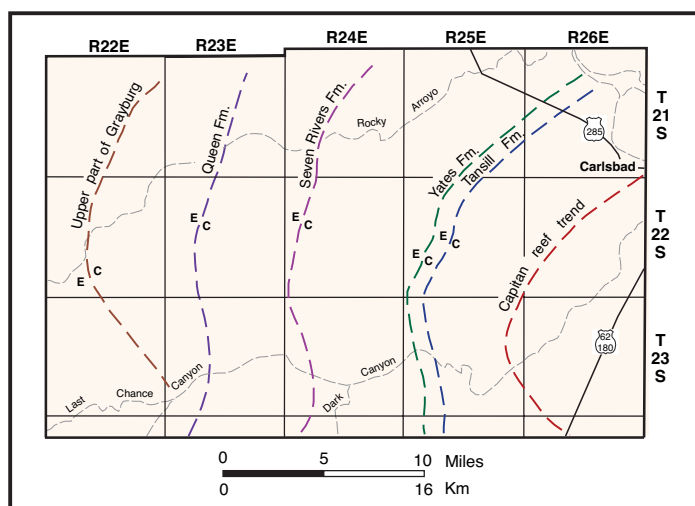 R22E R23E R24E R25E R26E
T
21
S
T
22
S
T
23
S
Upper part of Grayburg
Queen Fm.
Seven Rivers Fm.
Yates Fm.
Tansill Fm.
Capitan reef trend
Rocky Arroyo
285
Carlsbad
E C
E C
E C
E C
E C
62
180
Last Chance Canyon
Dark Canyon
0 5 10 Miles
0 16 Km